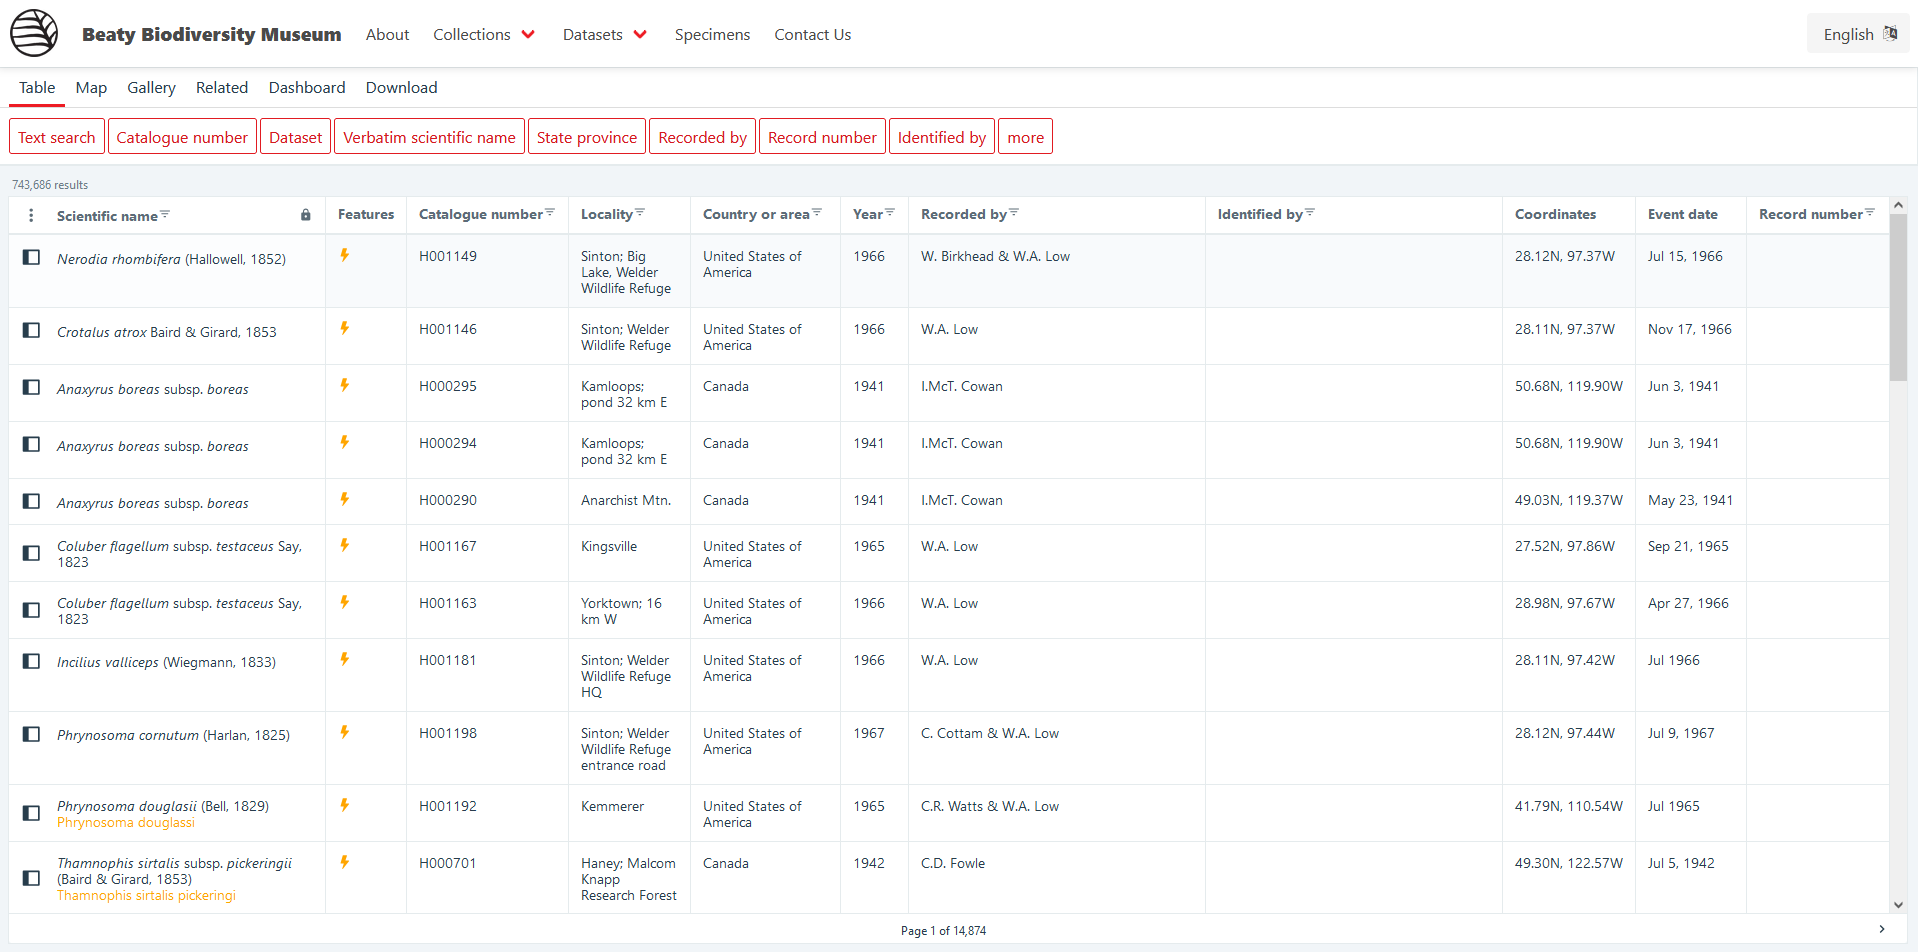 Beaty Biodiversity Museum About Collections Datasets Specimens Contact Us English
Table Map Gallery Related Dashboard Download
Text search Catalogue number Dataset Verbatim scientific name State province Recorded by Record number Identified by more
743,686 results
Scientific name Features Catalogue number Locality Country or area Year Recorded by Identified by Coordinates Event date Record number
Nerodia rhombifera (Hallowell, 1852) H001149 Sinton; Big United States of 1966 W. Birkhead & W.A. Low 28.12N, 97.37W Jul 15, 1966
Lake, Welder America
Wildlife Refuge
Crotalus atrox Baird & Girard, 1853 H001146 Sinton; Welder United States of 1966 W.A. Low 28.11N, 97.37W Nov 17, 1966
Wildlife Refuge America
Anaxyrus boreas subsp. boreas H000295 Kamloops; Canada 1941 I.McT. Cowan 50.68N, 119.90W Jun 3, 1941
pond 32 km E
Anaxyrus boreas subsp. boreas H000294 Kamloops; Canada 1941 I.McT. Cowan 50.68N, 119.90W Jun 3, 1941
pond 32 km E
Anaxyrus boreas subsp. boreas H000290 Anarchist Mtn. Canada 1941 I.McT. Cowan 49.03N, 119.37W May 23, 1941
Coluber flagellum subsp. testaceus Say, H001167 Kingsville United States of 1965 W.A. Low 27.52N, 97.86W Sep 21, 1965
1823 America
Coluber flagellum subsp. testaceus Say, H001163 Yorktown; 16 United States of 1966 W.A. Low 28.98N, 97.67W Apr 27, 1966
1823 km W America
Incilius valliceps (Wiegmann, 1833) H001181 Sinton; Welder United States of 1966 W.A. Low 28.11N, 97.42W Jul 1966
Wildlife Refuge America
HQ
Phrynosoma cornutum (Harlan, 1825) H001198 Sinton; Welder United States of 1967 C. Cottam & W.A. Low 28.12N, 97.44W Jul 9, 1967
Wildlife Refuge America
entrance road
Phrynosoma douglasii (Bell, 1829) H001192 Kemmerer United States of 1965 C.R. Watts & W.A. Low 41.79N, 110.54W Jul 1965
Phrynosoma douglassi America
Thamnophis sirtalis subsp. pickeringii H000701 Haney; Malcom Canada 1942 C.D. Fowle 49.30N, 122.57W Jul 5, 1942
(Baird & Girard, 1853) Knapp
Thamnophis sirtalis pickeringi Research Forest
Page 1 of 14,874